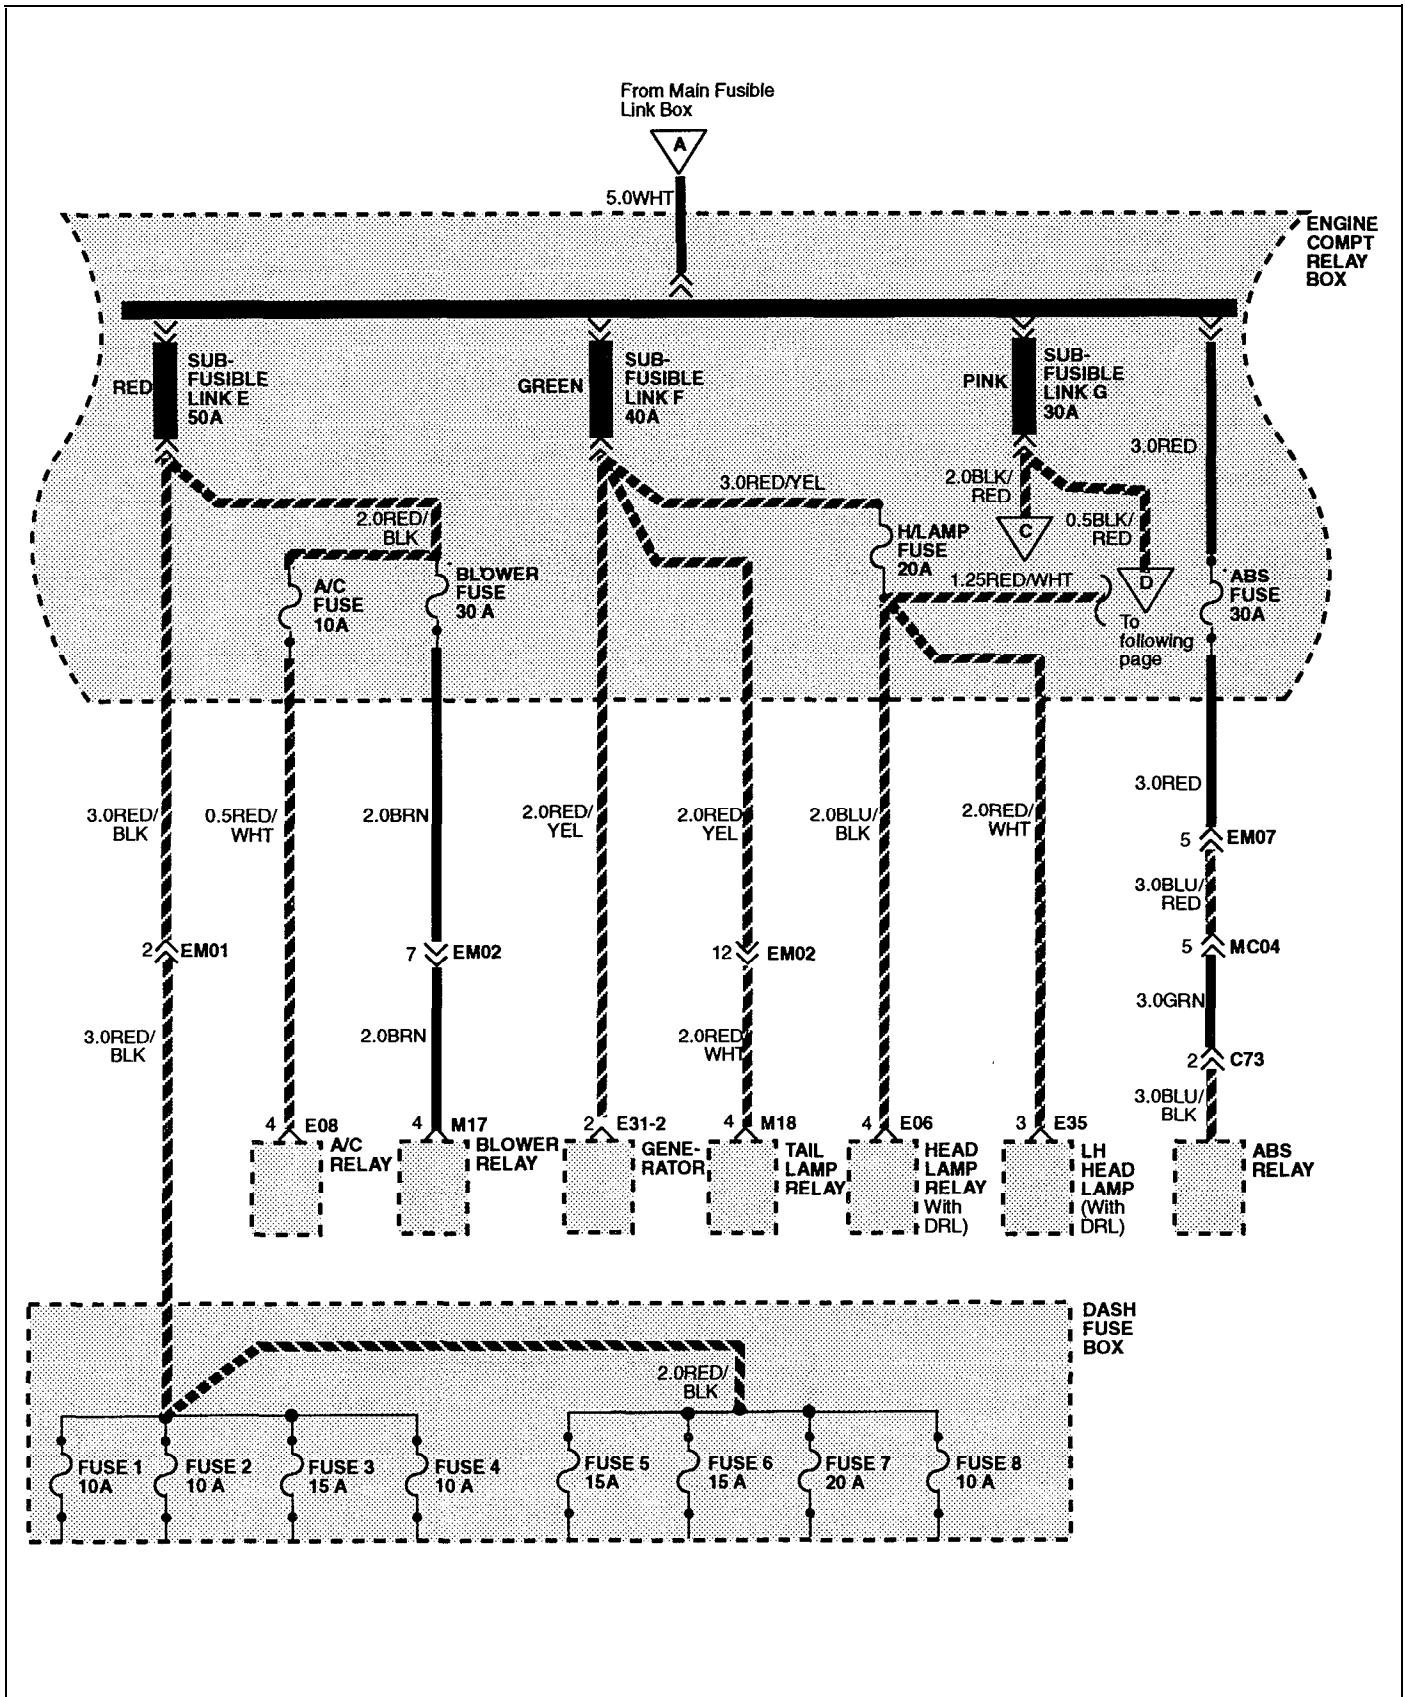 From Main Fusible
Link Box
A
5.0WHT
ENGINE
COMPT
RELAY
BOX
RED
SUB-
FUSIBLE
LINK E
50A
GREEN
SUB-
FUSIBLE
LINK F
40A
PINK
SUB-
FUSIBLE
LINK G
30A
3.0RED
3.0RED/YEL
2.0BLK/
RED
C
0.5BLK/
RED
D
To
following
page
2.0RED/
BLK
A/C
FUSE
10A
BLOWER
FUSE
30 A
H/LAMP
FUSE
20A
1.25RED/WHT
ABS
FUSE
30A
3.0RED/
BLK
0.5RED/
WHT
2.0BRN
2.0RED/
YEL
2.0RED
YEL
2.0BLU/
BLK
2.0RED/
WHT
3.0RED
5 EM07
3.0BLU/
RED
2 EM01
7 EM02
12 EM02
5 MC04
3.0RED/
BLK
2.0BRN
2.0RED/
WHT
3.0GRN
2 C73
3.0BLU/
BLK
4 E08
A/C
RELAY
4 M17
BLOWER
RELAY
2 E31-2
GENE-
RATOR
4 M18
TAIL
LAMP
RELAY
4 E06
HEAD
LAMP
RELAY
With
DRL)
3 E35
LH
HEAD
LAMP
(With
DRL)
ABS
RELAY
DASH
FUSE
BOX
2.0RED/
BLK
FUSE 1
10A
FUSE 2
10 A
FUSE 3
15 A
FUSE 4
10 A
FUSE 5
15A
FUSE 6
15 A
FUSE 7
20 A
FUSE 8
10 A